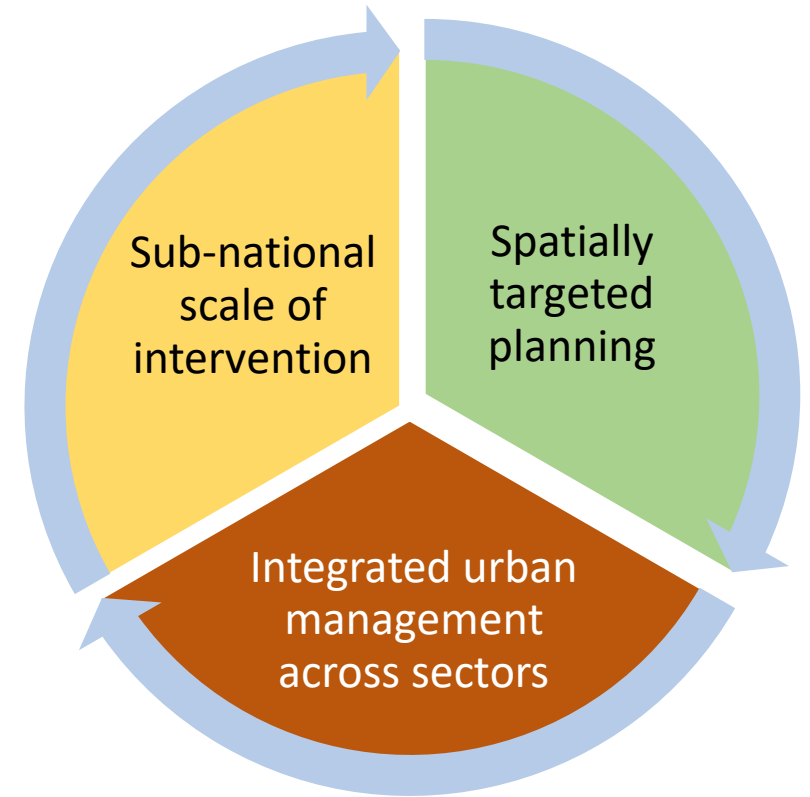 Sub-national
scale of
intervention
Spatially
targeted
planning
Integrated urban
management
across sectors